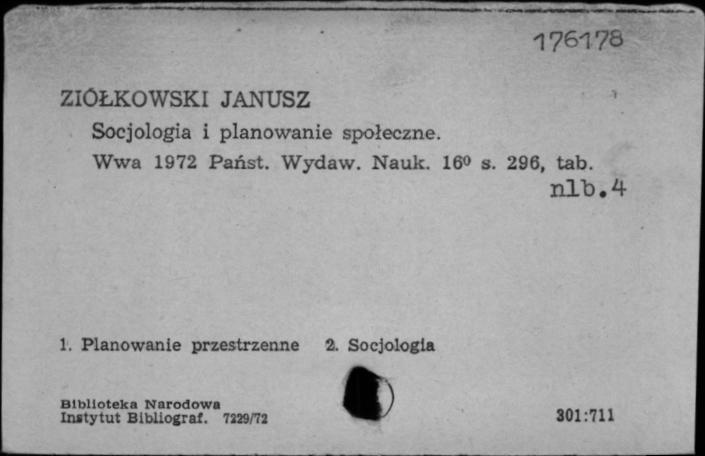 176178
ZIÓŁKOWSKI JANUSZ
Socjologia i planowanie społeczne.
Wwa 1972 Państ. Wydaw. Nauk. 16⁰ s. 296, tab.
nlb.4
1. Planowanie przestrzenne 2. Socjologia
Biblioteka Narodowa
Instytut Bibliograf. 7229/72
301:711